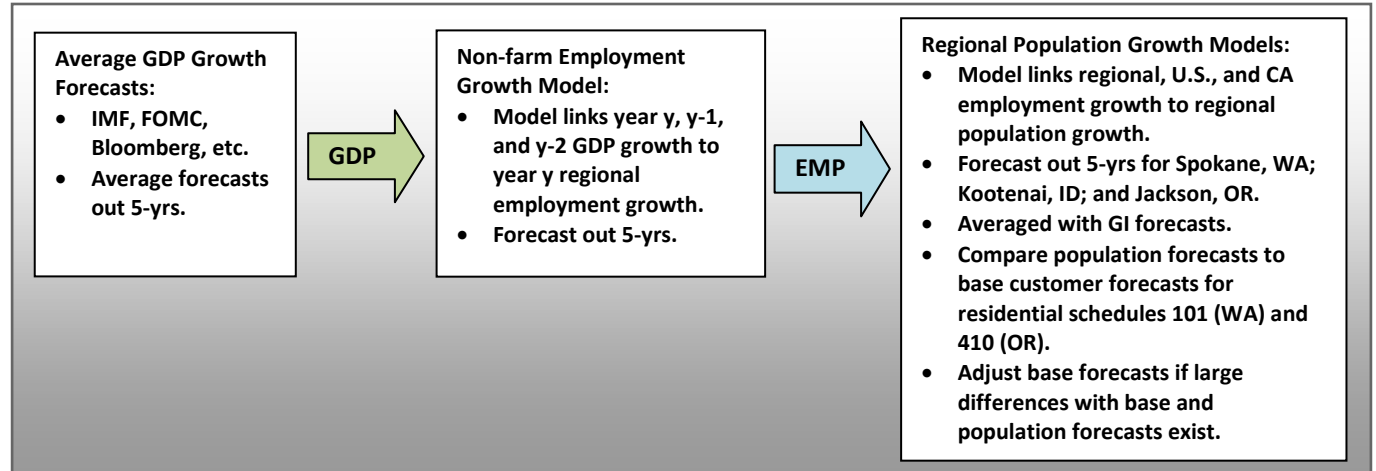 Average GDP Growth
Forecasts:
• IMF, FOMC,
Bloomberg, etc.
• Average forecasts
out 5-yrs.
GDP
Non-farm Employment
Growth Model:
• Model links year y, y-1,
and y-2 GDP growth to
year y regional
employment growth.
• Forecast out 5-yrs.
EMP
Regional Population Growth Models:
• Model links regional, U.S., and CA
employment growth to regional
population growth.
• Forecast out 5-yrs for Spokane, WA;
Kootenai, ID; and Jackson, OR.
• Averaged with GI forecasts.
• Compare population forecasts to
base customer forecasts for
residential schedules 101 (WA) and
410 (OR).
• Adjust base forecasts if large
differences with base and
population forecasts exist.